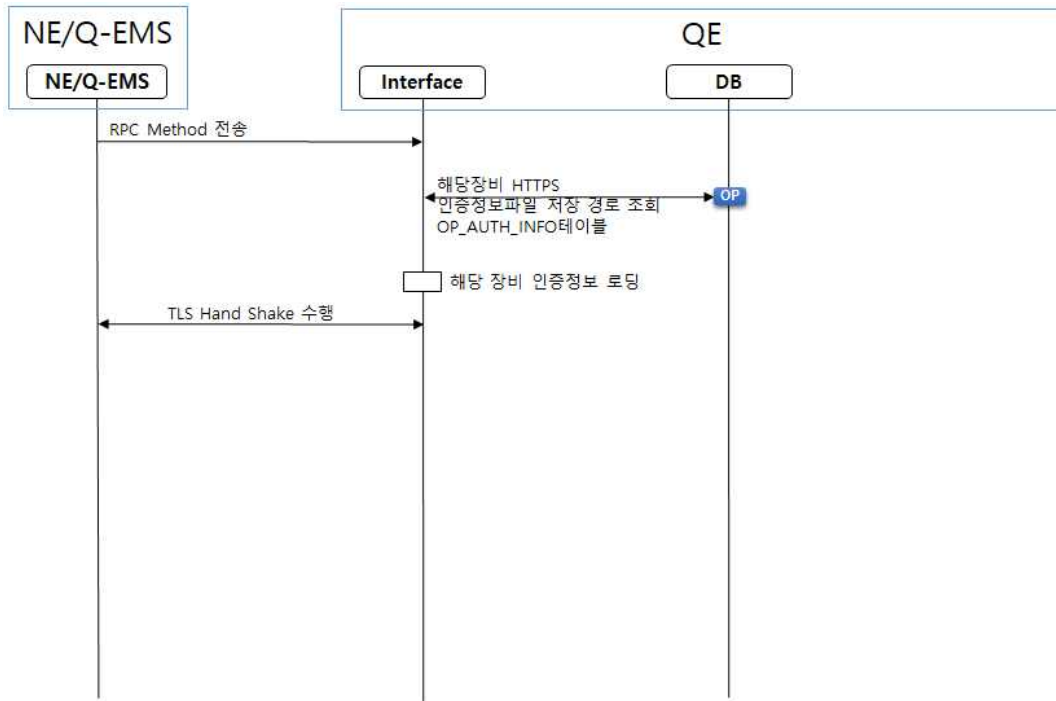 NE/Q-EMS
QE
NE/Q-EMS
Interface
DB
RPC Method 전송
해당장비 HTTPS
OP
인증정보파일 저장 경로 조회
OP_AUTH_INFO테이블
해당 장비 인증정보 로딩
TLS Hand Shake 수행